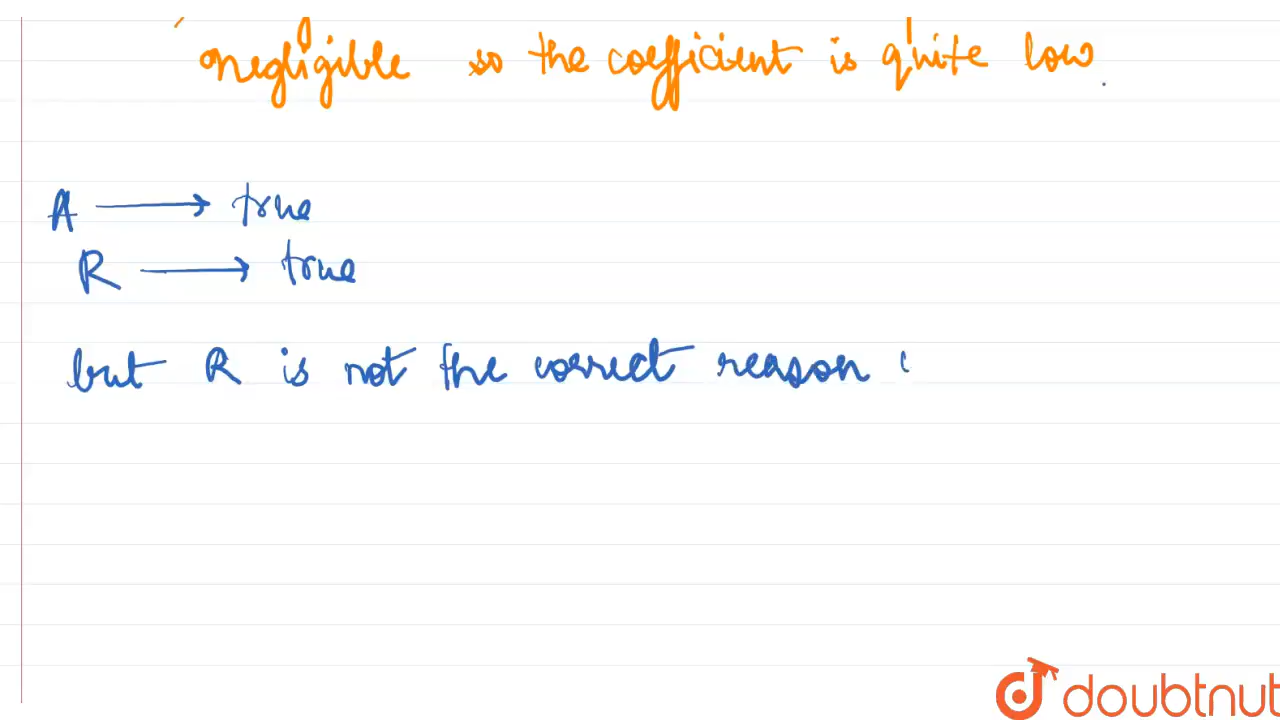 negligible so the coefficient is quite low
A → true
R → true
but R is not the correct reason
doubtnut